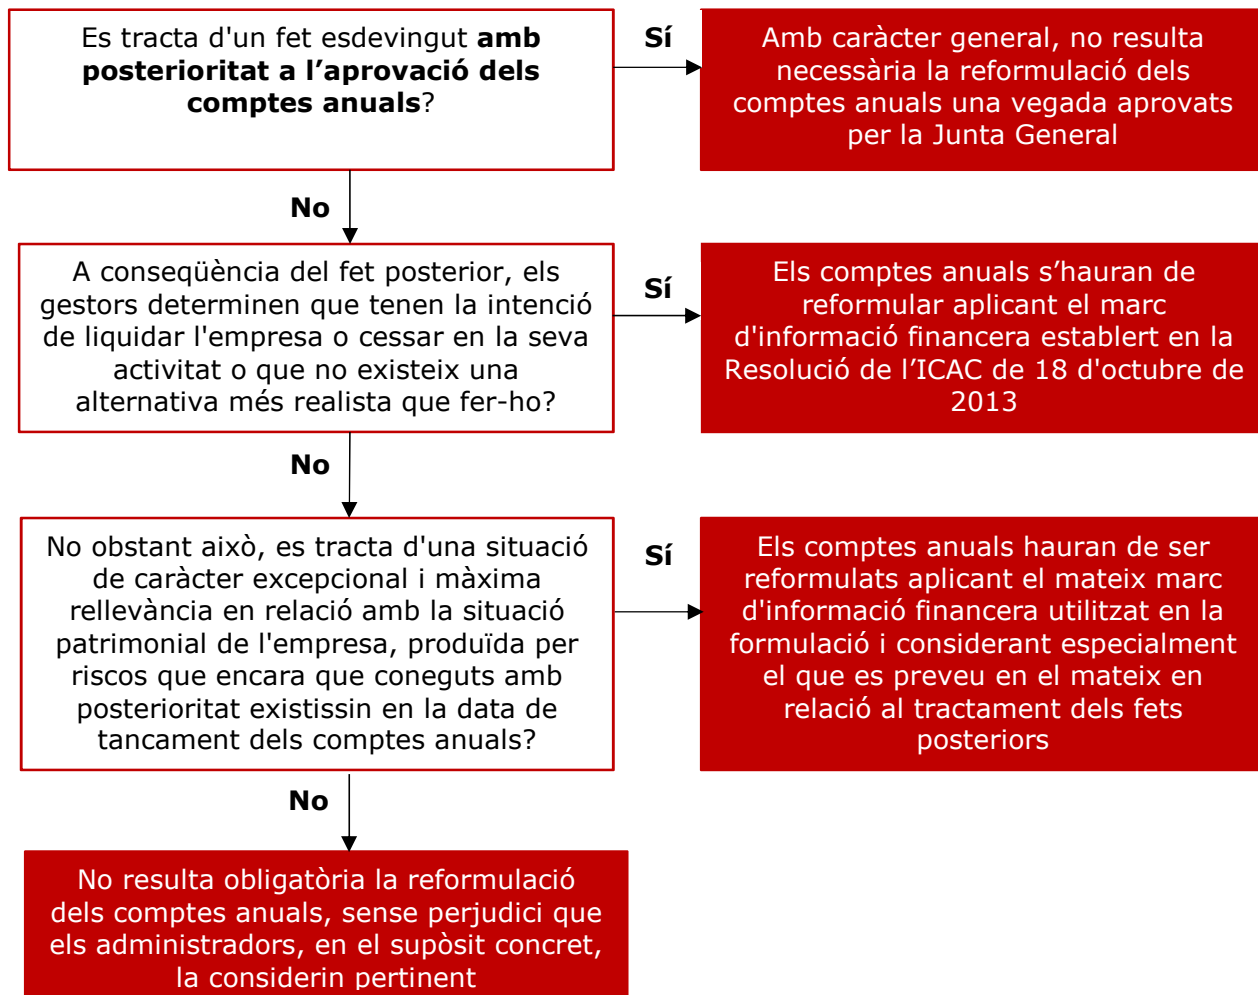 Es tracta d'un fet esdevingut amb
posterioritat a l’aprovació dels
comptes anuals?
Sí
Amb caràcter general, no resulta
necessària la reformulació dels
comptes anuals una vegada aprovats
per la Junta General
No
A conseqüència del fet posterior, els
gestors determinen que tenen la intenció
de liquidar l'empresa o cessar en la seva
activitat o que no existeix una
alternativa més realista que fer-ho?
Sí
Els comptes anuals s’hauran de
reformular aplicant el marc
d'informació financera establert en la
Resolució de l’ICAC de 18 d'octubre de
2013
No
No obstant això, es tracta d'una situació
de caràcter excepcional i màxima
rellevància en relació amb la situació
patrimonial de l'empresa, produïda per
riscos que encara que coneguts amb
posterioritat existissin en la data de
tancament dels comptes anuals?
Sí
Els comptes anuals hauran de ser
reformulats aplicant el mateix marc
d'informació financera utilitzat en la
formulació i considerant especialment
el que es preveu en el mateix en
relació al tractament dels fets
posteriors
No
No resulta obligatòria la reformulació
dels comptes anuals, sense perjudici que
els administradors, en el supòsit concret,
la considerin pertinent